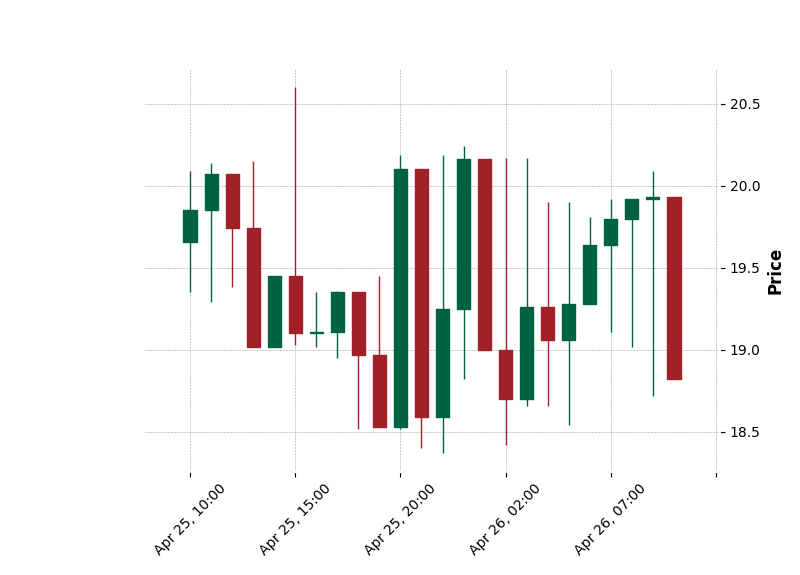 20.5
20.0
19.5
19.0
18.5
Price
Apr 25, 10:00
Apr 25, 15:00
Apr 25, 20:00
Apr 26, 02:00
Apr 26, 07:00